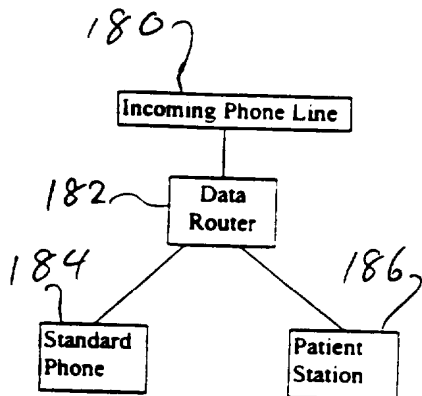 180
Incoming Phone Line
182
Data
Router
184
186
Standard
Phone
Patient
Station